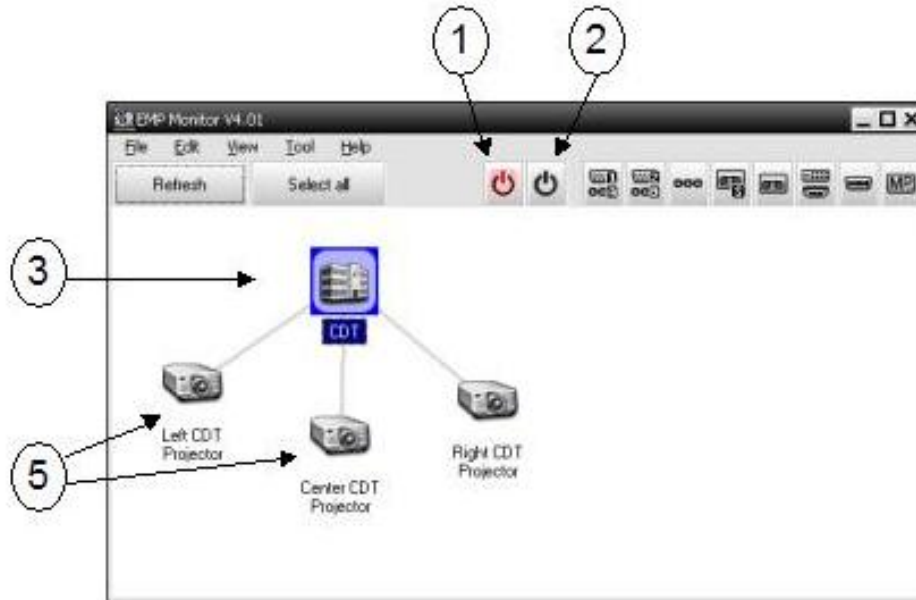 1
2
EMP Monitor V4.01
File Edit View Tool Help
Refresh
Select all
MP
3
CDT
Left CDT
Projector
Center CDT
Projector
Right CDT
Projector
5